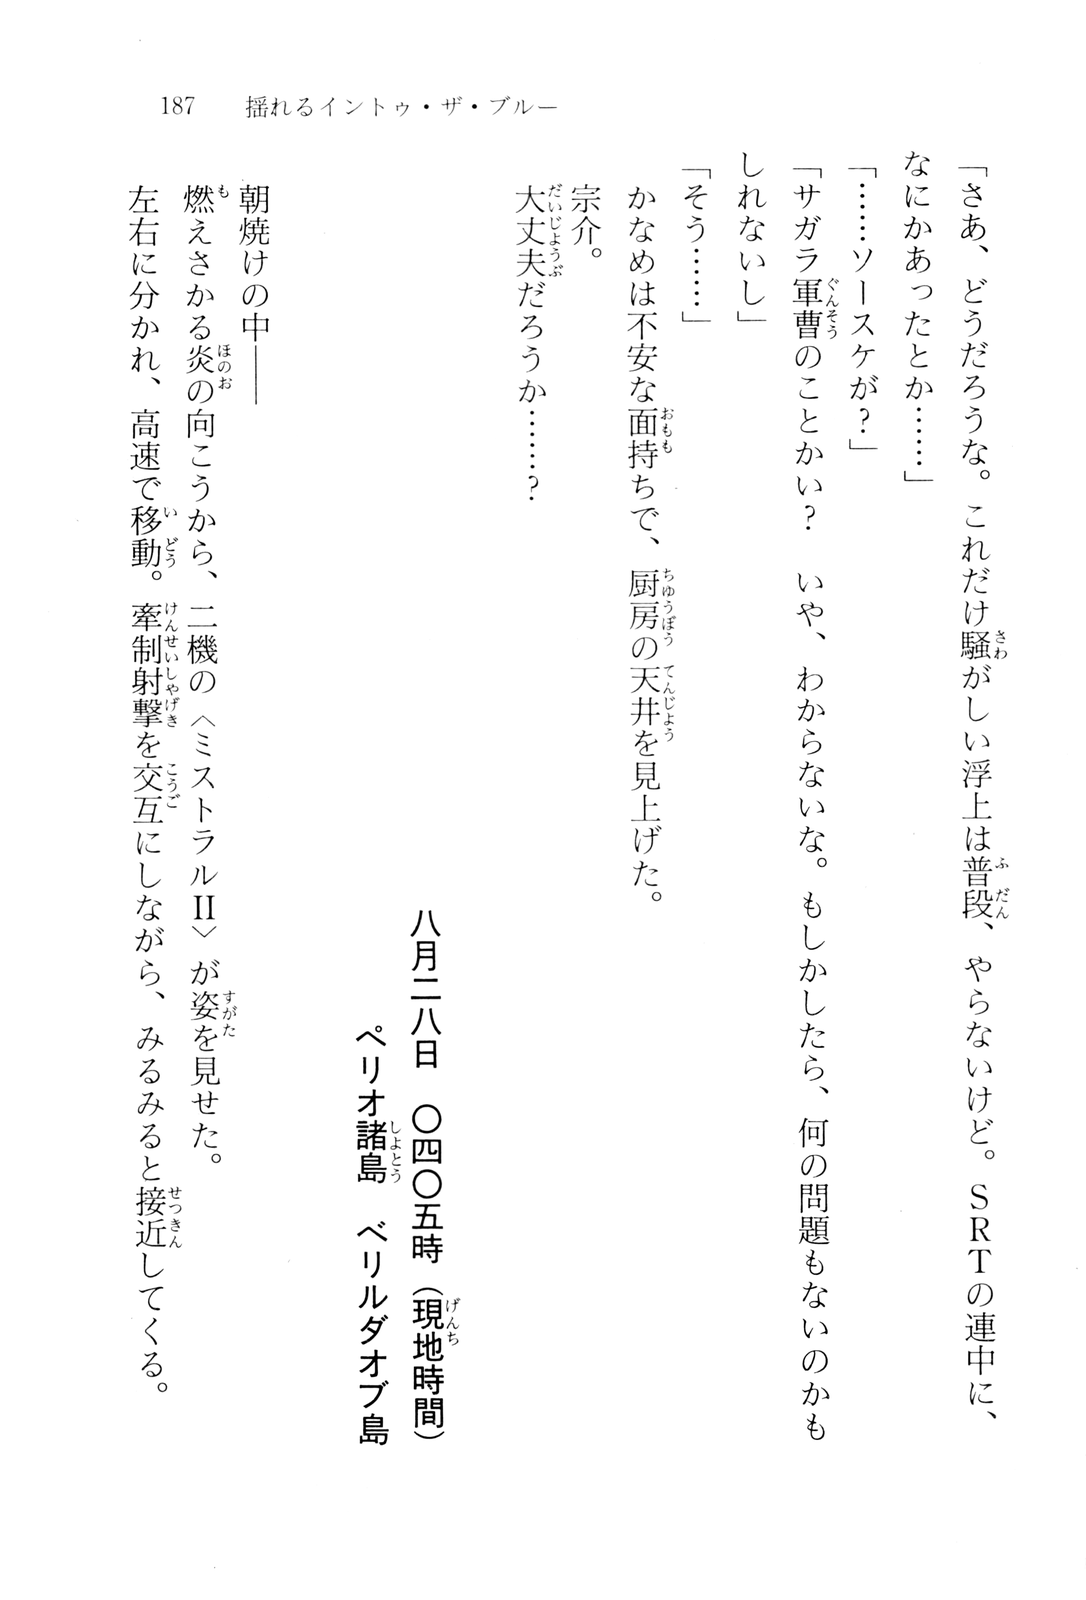 187　揺れるイントゥ・ザ・ブルー
「さあ、どうだろうな。これだけ騒がしい浮上は普段、やらないけど。ＳＲＴの連中に、
なにかあったとか……」
「……ソースケが？」
「サガラ軍曹のことかい？　いや、わからないな。もしかしたら、何の問題もないのかも
しれないし」
「そう……」
かなめは不安な面持ちで、厨房の天井を見上げた。
宗介。
大丈夫だろうか……？
八月二八日　〇四〇五時（現地時間）
ペリオ諸島　ベリルダオブ島
朝焼けの中――
燃えさかる炎の向こうから、二機の〈ミストラルⅡ〉が姿を見せた。
左右に分かれ、高速で移動。牽制射撃を交互にしながら、みるみると接近してくる。